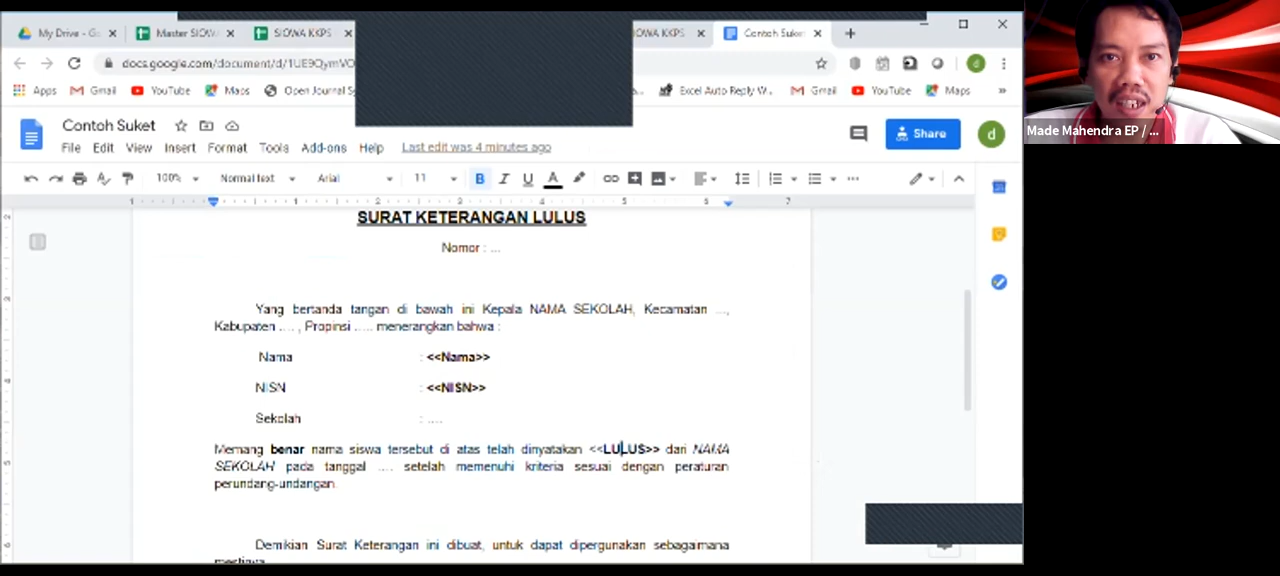 My Drive - Go
Master SIOWA
SIOWA KKPS
IOWA KKPS
Contoh Suket
docs.google.com/document/d/1UE9QymVO
Apps
Gmail
YouTube
Maps
Open Journal Sy
Excel Auto Reply W...
Gmail
YouTube
Maps
»
Contoh Suket
Share
d
File Edit View Insert Format Tools Add-ons Help Last edit was 4 minutes ago
100% Normal text Arial 11 B I U A
SURAT KETERANGAN LULUS
Nomor : ...
Yang bertanda tangan di bawah ini Kepala NAMA SEKOLAH, Kecamatan ...,
Kabupaten .... , Propinsi ..... menerangkan bahwa :
Nama : <<Nama>>
NISN : <<NISN>>
Sekolah : ....
Memang benar nama siswa tersebut di atas telah dinyatakan <<LULUS>> dari NAMA
SEKOLAH pada tanggal .... setelah memenuhi kriteria sesuai dengan peraturan
perundang-undangan.
Demikian Surat Keterangan ini dibuat, untuk dapat dipergunakan sebagaimana
mestinya
Made Mahendra EP / ...